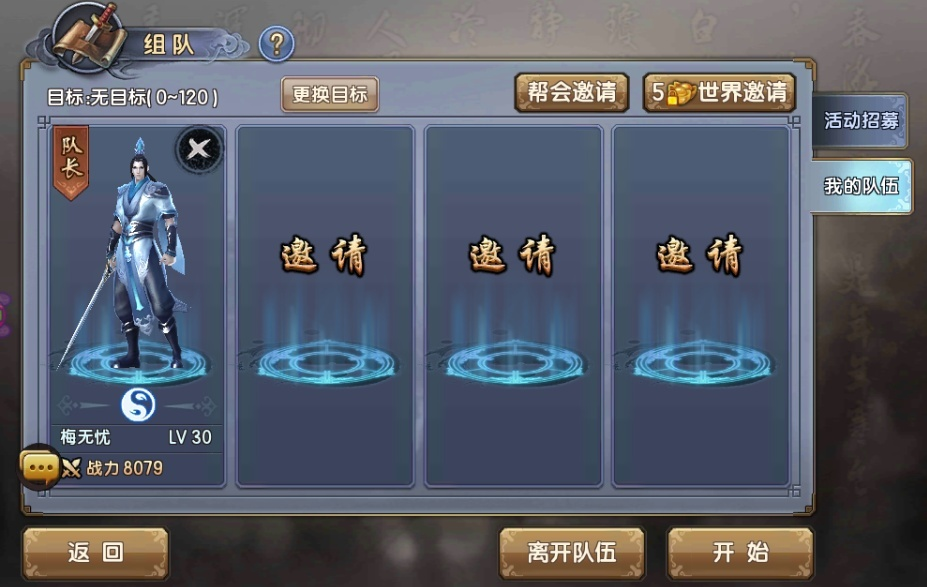 组队
?
目标:无目标(0~120)
更换目标
帮会邀请
5 世界邀请
活动招募
我的队伍
队长
邀请
邀请
邀请
梅无忧 LV 30
战力 8079
返回
离开队伍
开始